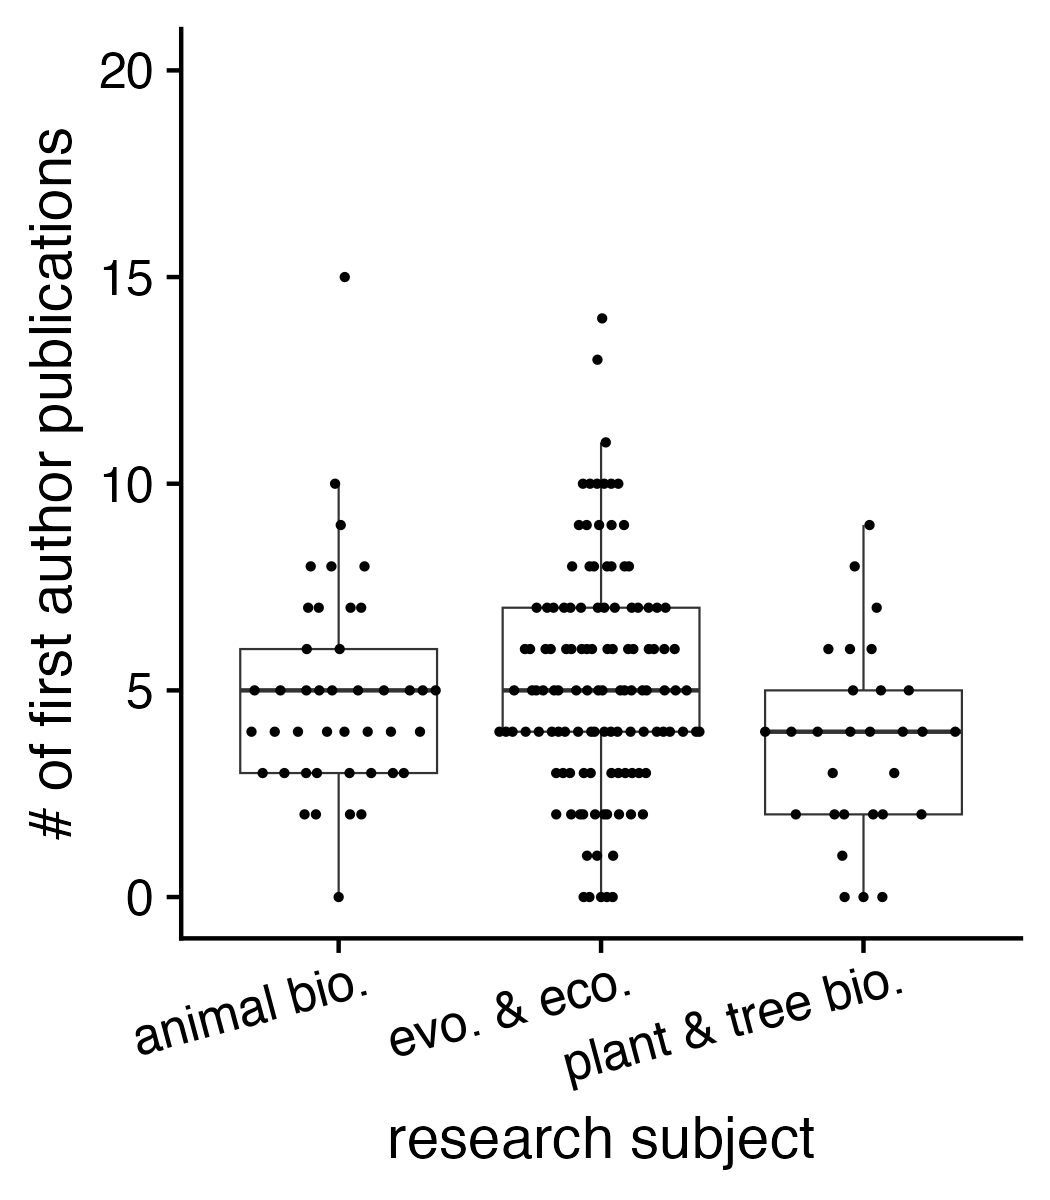 # of first author publications
20
15
10
5
0
animal bio.
evo. & eco.
plant & tree bio.
research subject